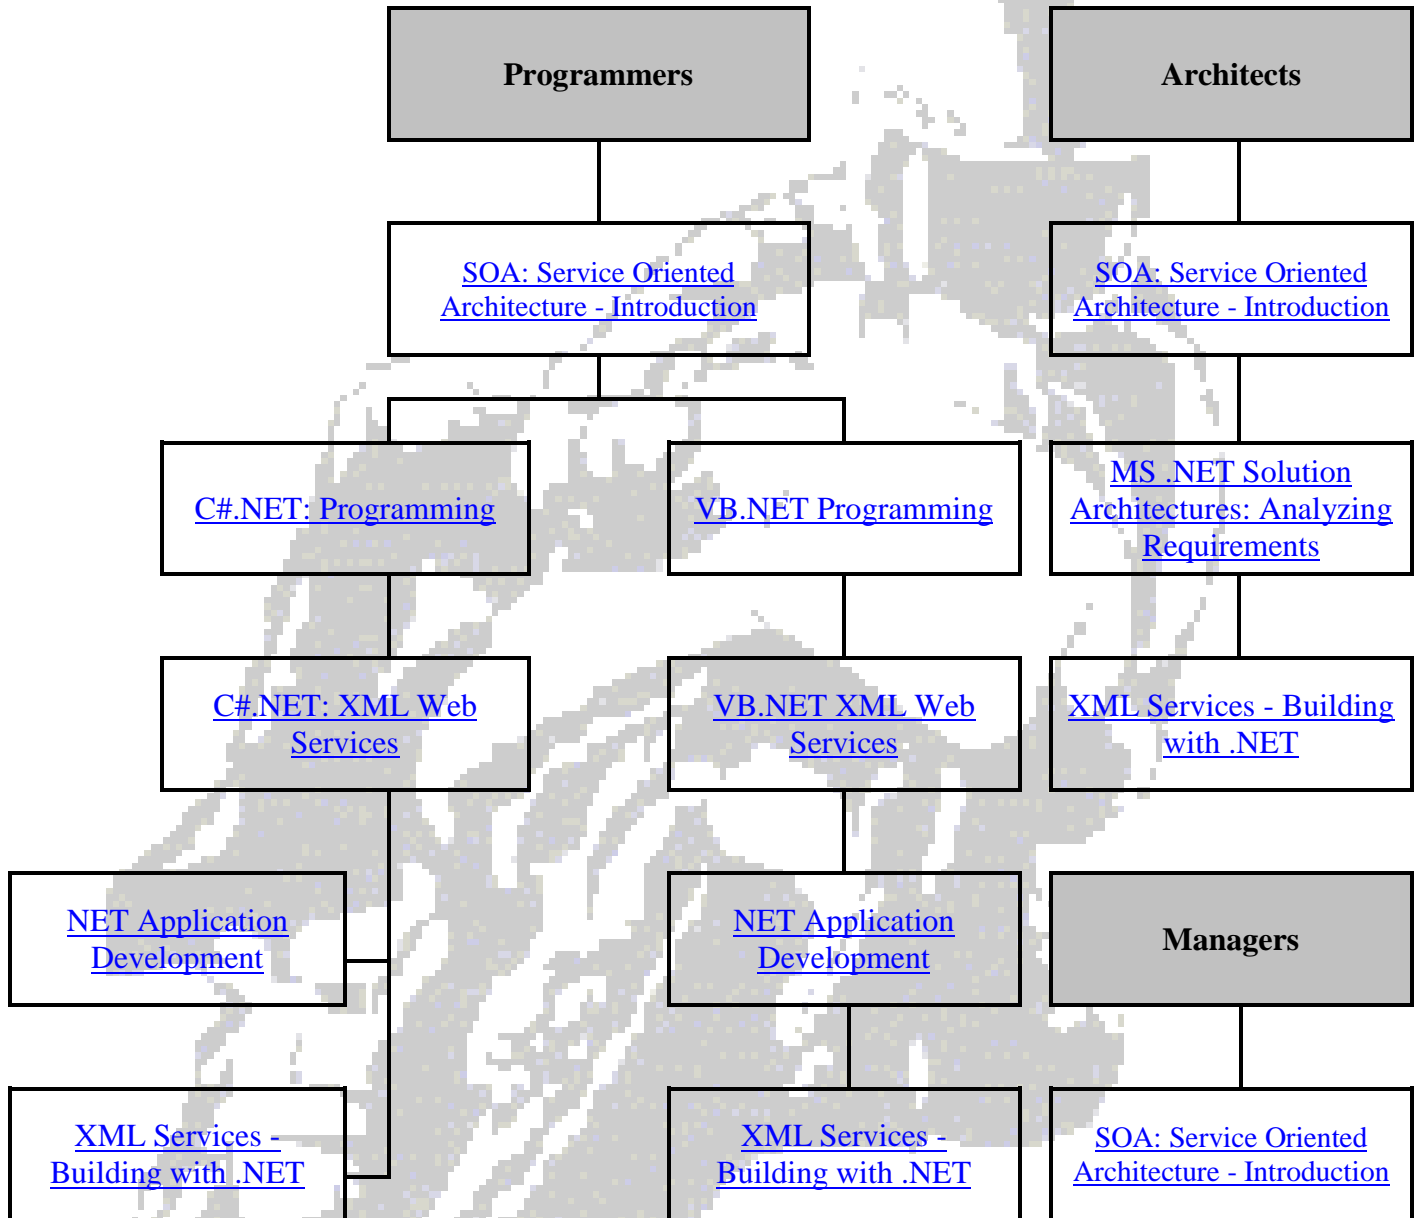 Programmers
Architects
SOA: Service Oriented
Architecture - Introduction
SOA: Service Oriented
Architecture - Introduction
C#.NET: Programming
VB.NET Programming
MS .NET Solution
Architectures: Analyzing
Requirements
C#.NET: XML Web
Services
VB.NET XML Web
Services
XML Services - Building
with .NET
NET Application
Development
NET Application
Development
Managers
XML Services -
Building with .NET
XML Services -
Building with .NET
SOA: Service Oriented
Architecture - Introduction